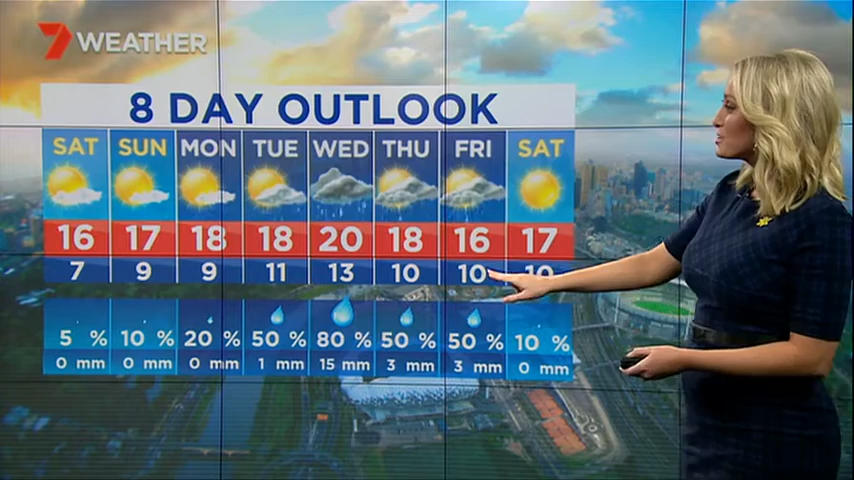 7 WEATHER
8 DAY OUTLOOK
SAT SUN MON TUE WED THU FRI SAT
16 17 18 18 20 18 16 17
7 9 9 11 13 10 10 10
5 % 10 % 20 % 50 % 80 % 50 % 50 % 10 %
0 mm 0 mm 0 mm 1 mm 15 mm 3 mm 3 mm 0 mm